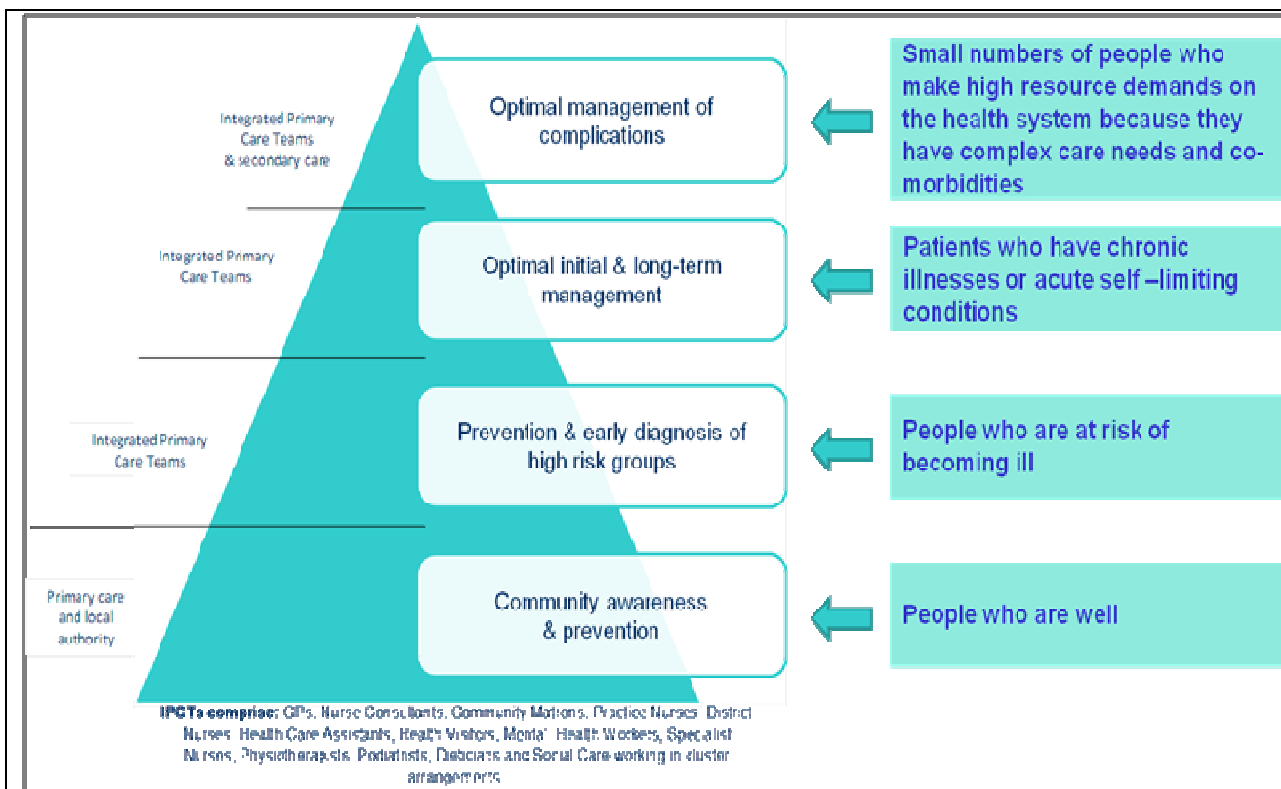 Integrated Primary
Care Teams
& secondary care
Optimal management of
complications
Small numbers of people who
make high resource demands on
the health system because they
have complex care needs and co-
morbidities
Integrated Primary
Care Teams
Optimal initial & long-term
management
Patients who have chronic
illnesses or acute self –limiting
conditions
Integrated Primary
Care Teams
Prevention & early diagnosis of
high risk groups
People who are at risk of
becoming ill
Primary care
and local
authority
Community awareness
& prevention
People who are well
IPCTs comprise: GPs, Nurse Consultants, Community Matrons, Practice Nurses, District
Nurses, Health Care Assistants, Health Visitors, Mental Health Workers, Specialist
Nurses, Physiotherapists, Podiatrists, Dieticians and Social Care working in cluster
arrangements